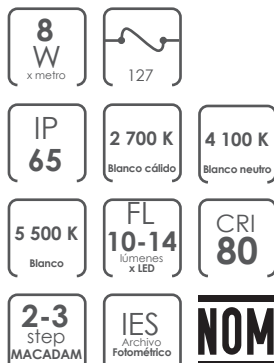 8
W
x metro
127
IP
65
2 700 K
Blanco cálido
4 100 K
Blanco neutro
5 500 K
Blanco
FL
10-14
lúmenes
x LED
CRI
80
2-3
step
MACADAM
IES
Archivo
Fotométrico
NOM